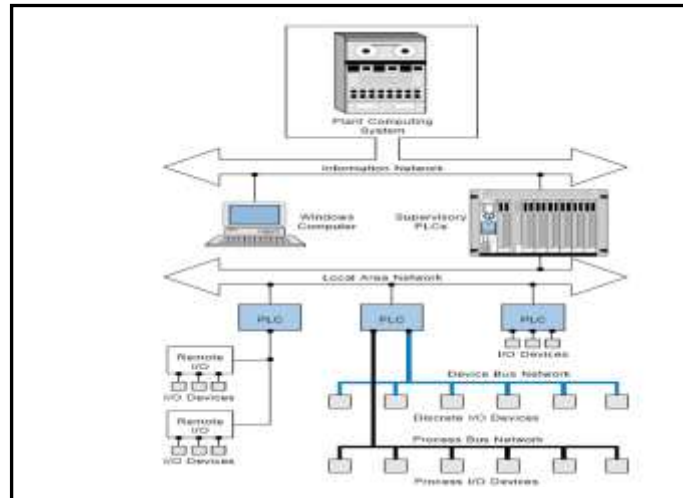 Plant Computing
System
Information Network
Windows
Computer
Supervisory
PLCs
Local Area Network
PLC
PLC
PLC
I/O Devices
Remote
I/O
I/O Devices
Device Bus Network
Discrete I/O Devices
Remote
I/O
I/O Devices
Process Bus Network
Process I/O Devices